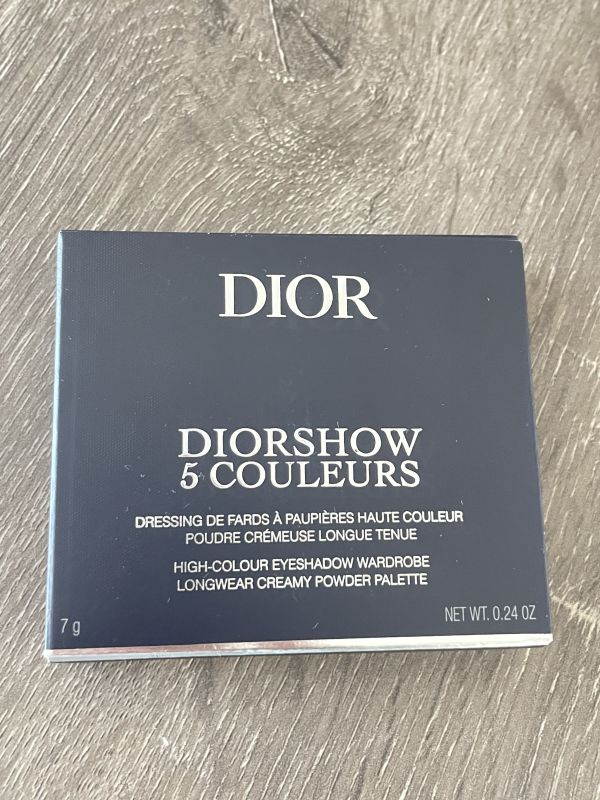 DIOR
DIORSHOW
5 COULEURS
DRESSING DE FARDS À PAUPIÈRES HAUTE COULEUR
POUDRE CRÉMEUSE LONGUE TENUE
HIGH-COLOUR EYESHADOW WARDROBE
LONGWEAR CREAMY POWDER PALETTE
7 g NET WT. 0.24 OZ